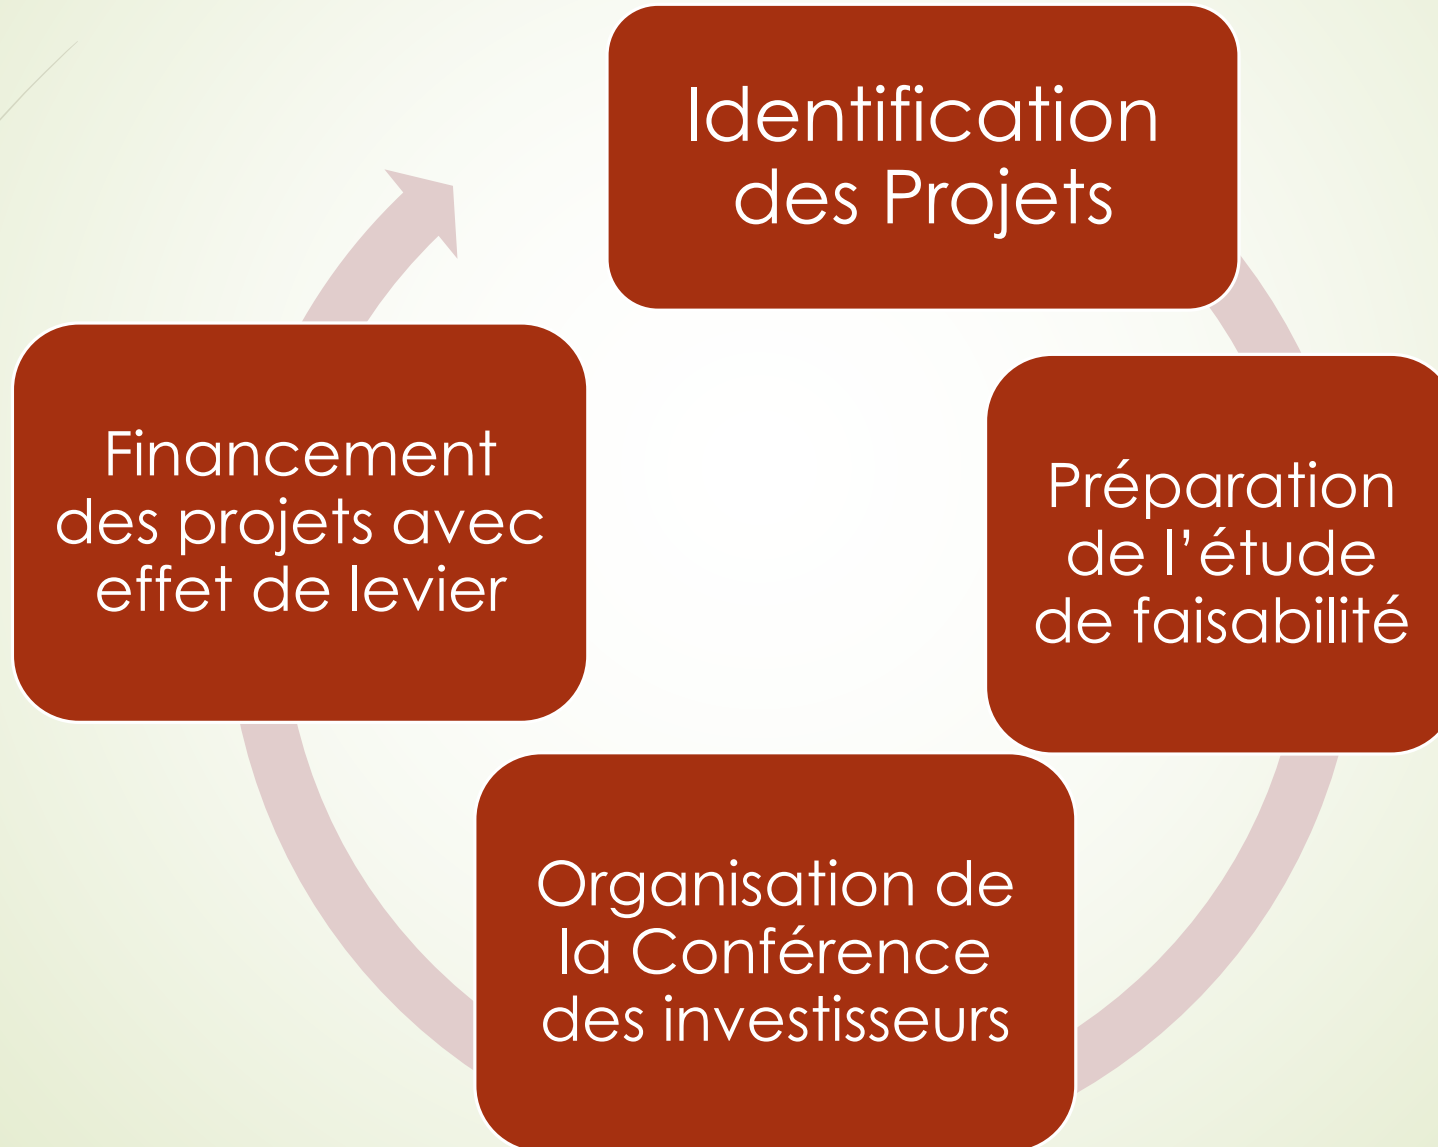 Identification
des Projets
Préparation
de l’étude
de faisabilité
Organisation de
la Conférence
des investisseurs
Financement
des projets avec
effet de levier